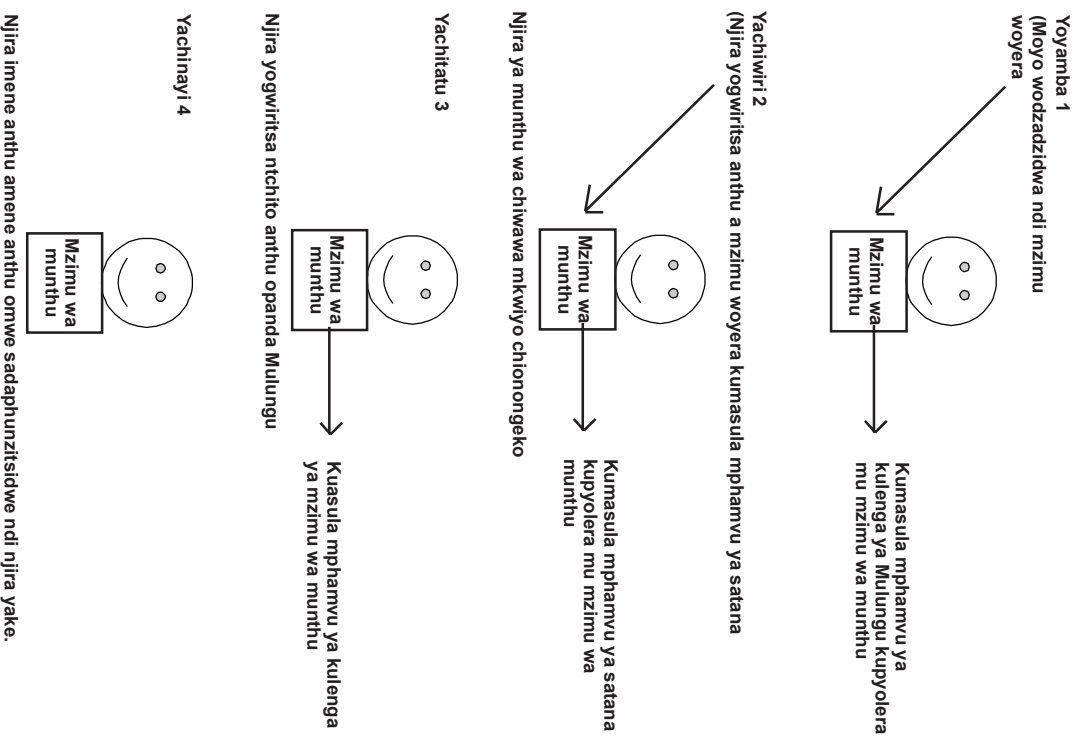 Yoyamba 1
(Moyo wodzadzidwa ndi mzimu
woyera
Mzimu wa
munthu
Kumasula mphamvu ya
kulenga ya Mulungu kupyolera
mu mzimu wa munthu
Yachiwiri 2
(Njira yogwiritsa anthu a mzimu woyera kumasula mphamvu ya satana
Mzimu wa
munthu
Kumasula mphamvu ya satana
kupyolera mu mzimu wa
munthu
Njira ya munthu wa chiwawa mkwiyo chionongeko
Yachitatu 3
Mzimu wa
munthu
Kuasula mphamvu ya kulenga
ya mzimu wa munthu
Njira yogwiritsa ntchito anthu opanda Mulungu
Yachinayi 4
Mzimu wa
munthu
Njira imene anthu amene anthu omwe sadaphunzitsidwe ndi njira yake.